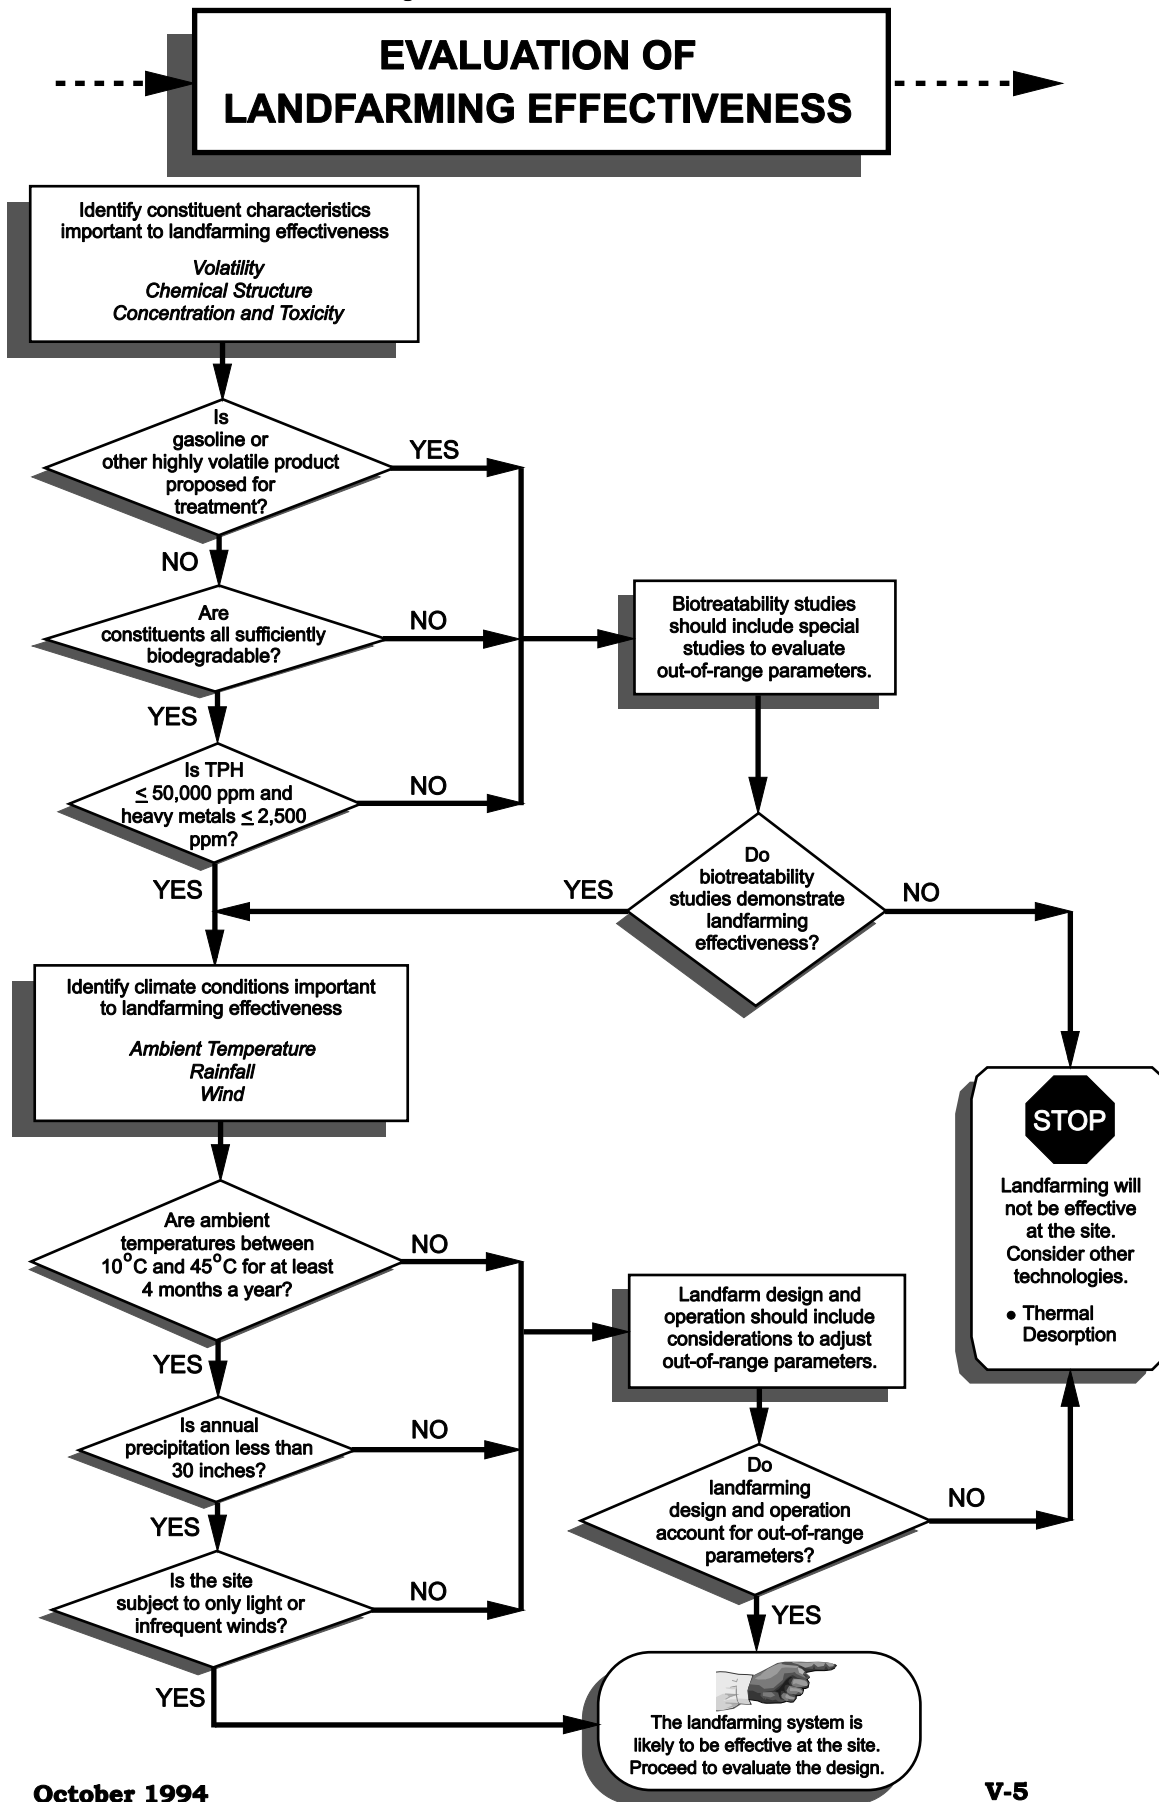 EVALUATION OF
LANDFARMING EFFECTIVENESS
Identify constituent characteristics
important to landfarming effectiveness
Volatility
Chemical Structure
Concentration and Toxicity
Is
gasoline or
other highly volatile product
proposed for
treatment?
YES
NO
Are
constituents all sufficiently
biodegradable?
NO
YES
Is TPH
≤ 50,000 ppm and
heavy metals ≤ 2,500
ppm?
NO
YES
Biotreatability studies
should include special
studies to evaluate
out-of-range parameters.
Do
biotreatability
studies demonstrate
landfarming
effectiveness?
YES
NO
Identify climate conditions important
to landfarming effectiveness
Ambient Temperature
Rainfall
Wind
STOP
Landfarming will
not be effective
at the site.
Consider other
technologies.
• Thermal
Desorption
Are ambient
temperatures between
10°C and 45°C for at least
4 months a year?
NO
YES
Is annual
precipitation less than
30 inches?
NO
YES
Is the site
subject to only light or
infrequent winds?
NO
YES
Landfarm design and
operation should include
considerations to adjust
out-of-range parameters.
Do
landfarming
design and operation
account for out-of-range
parameters?
NO
YES
The landfarming system is
likely to be effective at the site.
Proceed to evaluate the design.
October 1994
V-5